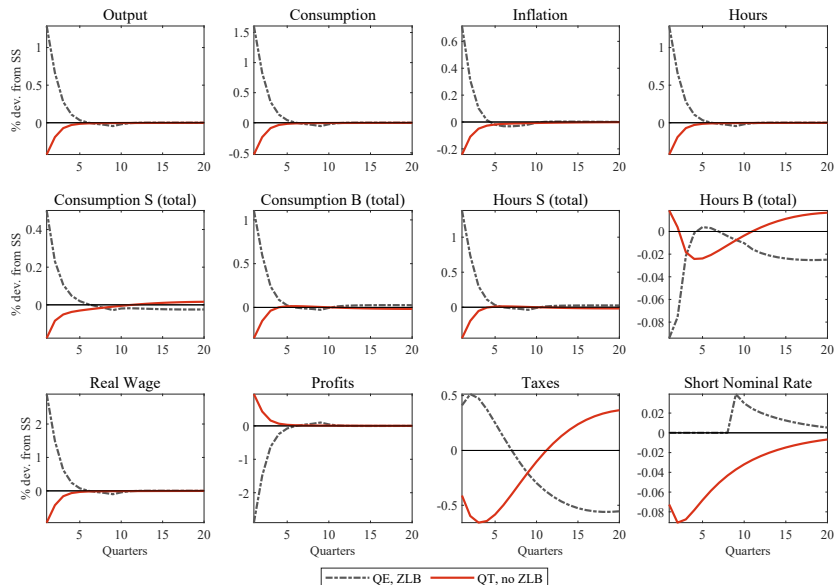 Output Consumption Inflation Hours
% dev. from SS
1
0.5
0
5 10 15 20
1.5
1
0.5
0
-0.5
5 10 15 20
0.6
0.4
0.2
0
-0.2
5 10 15 20
1
0.5
0
5 10 15 20
Consumption S (total) Consumption B (total) Hours S (total) Hours B (total)
% dev. from SS
0.4
0.2
0
5 10 15 20
1
0.5
0
5 10 15 20
1
0.5
0
5 10 15 20
0
-0.02
-0.04
-0.06
-0.08
5 10 15 20
Real Wage Profits Taxes Short Nominal Rate
% dev. from SS
2
1
0
5 10 15 20
Quarters
0
-1
-2
5 10 15 20
Quarters
0.5
0
-0.5
5 10 15 20
Quarters
0.02
0
-0.02
-0.04
-0.06
-0.08
5 10 15 20
Quarters
QE, ZLB QT, no ZLB